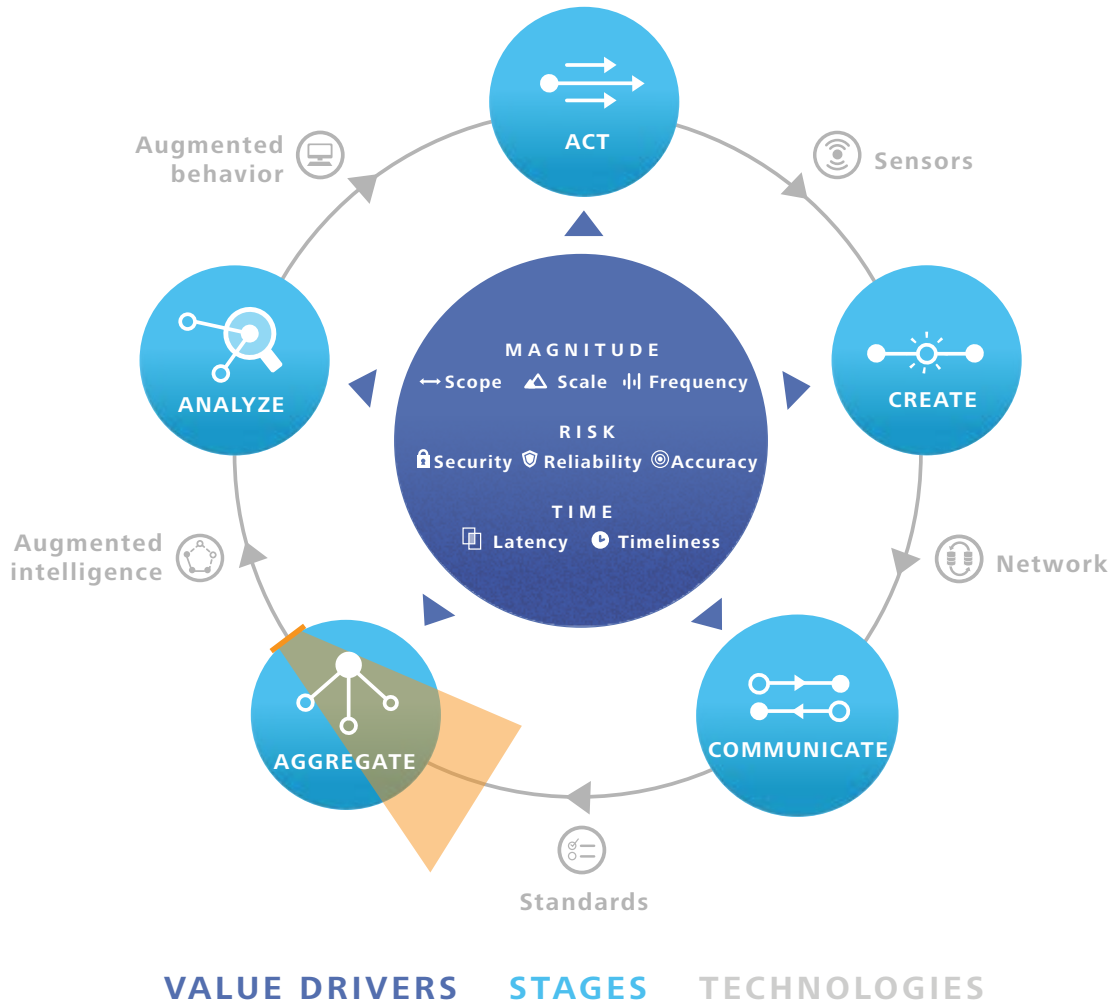 ACT
Augmented
behavior
Sensors
MAGNITUDE
Scope Scale Frequency
ANALYZE
CREATE
RISK
Security Reliability Accuracy
TIME
Latency Timeliness
Augmented
intelligence
Network
AGGREGATE
COMMUNICATE
Standards
VALUE DRIVERS STAGES TECHNOLOGIES